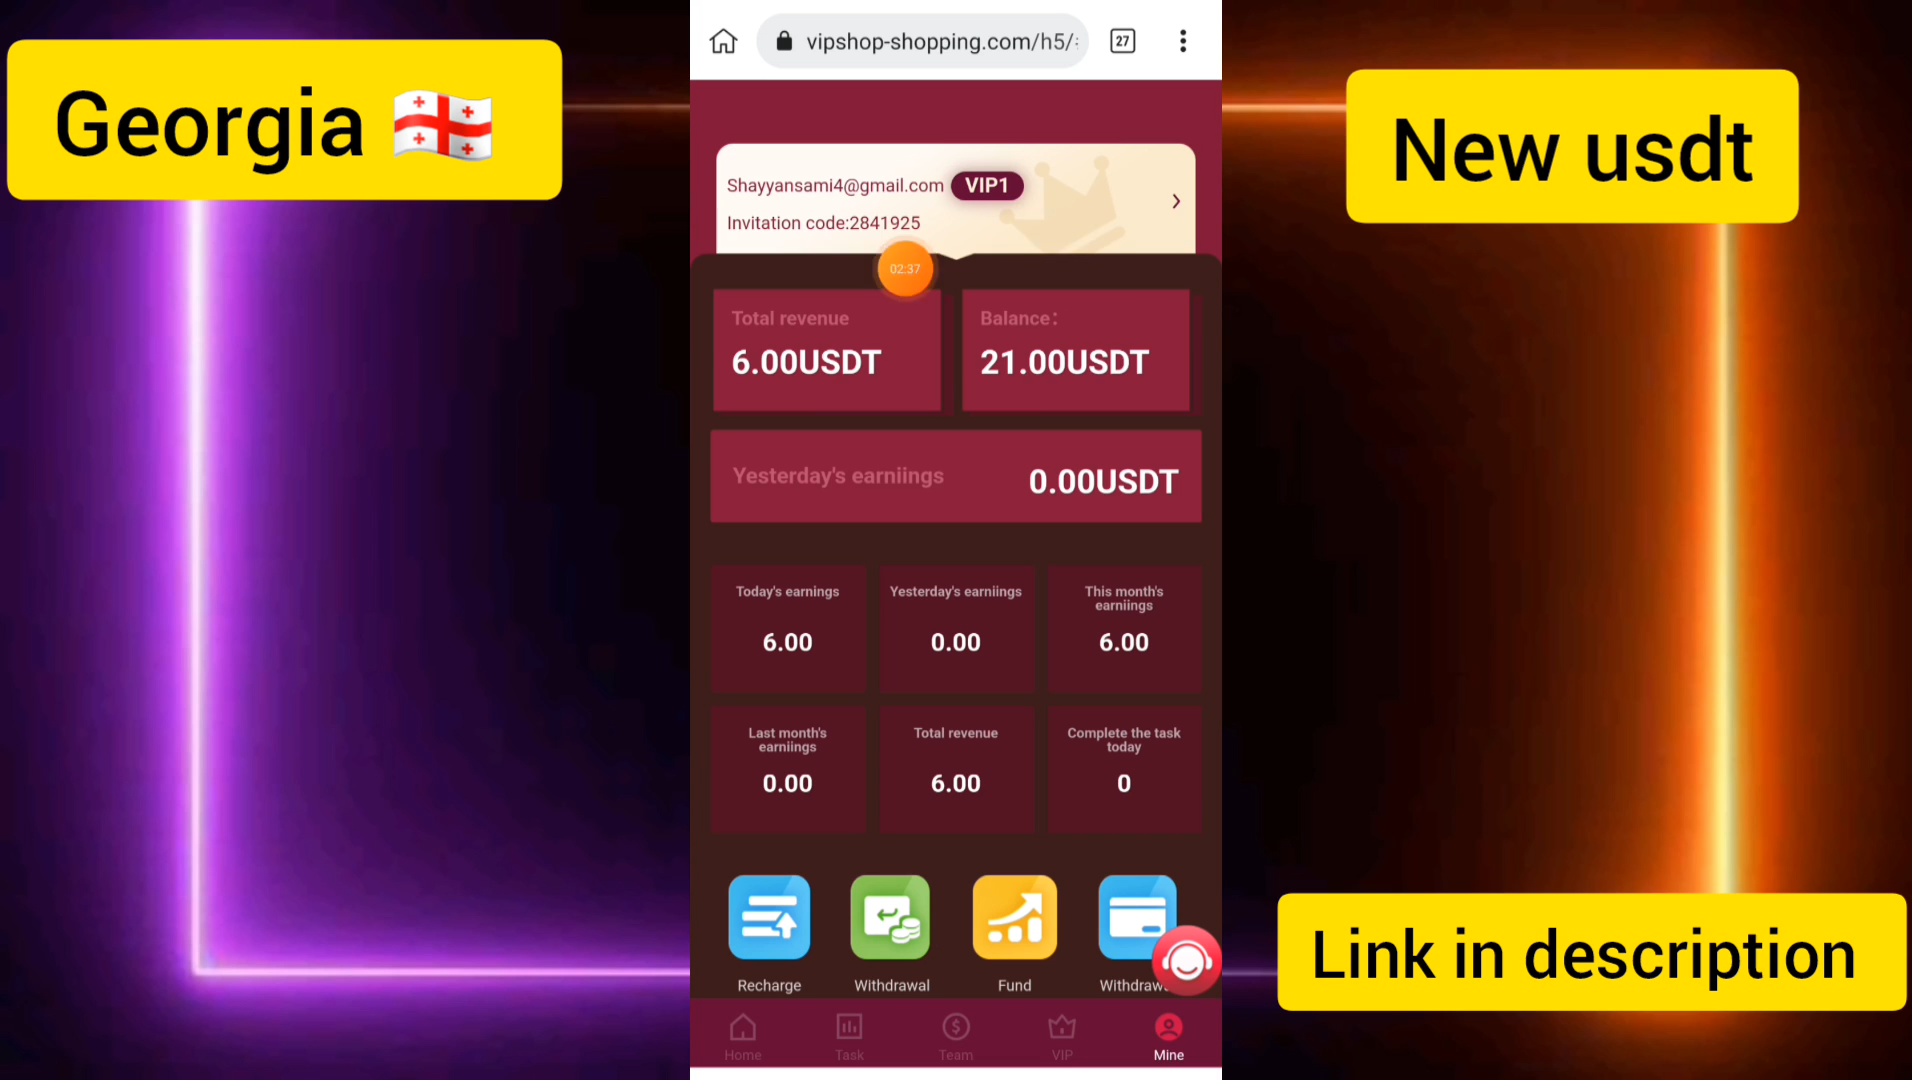 Georgia 🇬🇪
New usdt
vipshop-shopping.com/h5/
27
Shayyansami4@gmail.com VIP1
Invitation code:2841925
02:37
Total revenue
6.00USDT
Balance:
21.00USDT
Yesterday's earniings
0.00USDT
Today's earnings
6.00
Yesterday's earniings
0.00
This month's
earniings
6.00
Last month's
earniings
0.00
Total revenue
6.00
Complete the task
today
0
Recharge
Withdrawal
Fund
Link in description
Home
Task
Team
VIP
Mine